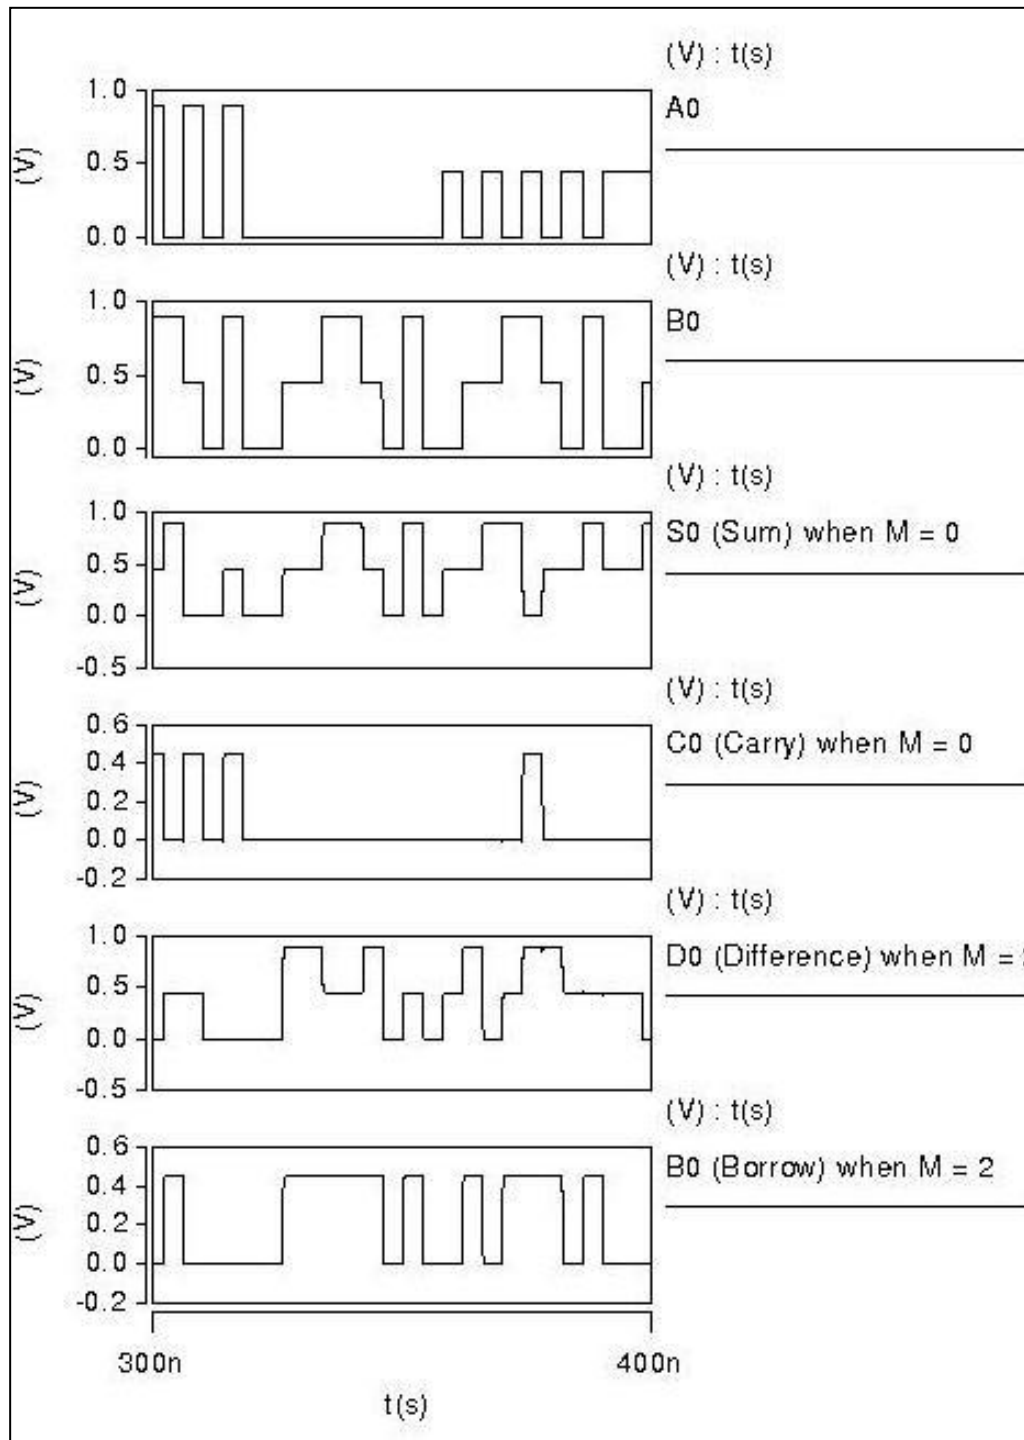 (V) : t(s)
A0
1.0
0.5
0.0
(V)
(V) : t(s)
B0
1.0
0.5
0.0
(V)
(V) : t(s)
S0 (Sum) when M = 0
1.0
0.5
0.0
-0.5
(V)
(V) : t(s)
C0 (Carry) when M = 0
0.6
0.4
0.2
0.0
-0.2
(V)
(V) : t(s)
D0 (Difference) when M =
1.0
0.5
0.0
-0.5
(V)
(V) : t(s)
B0 (Borrow) when M = 2
0.6
0.4
0.2
0.0
-0.2
(V)
300n
400n
t(s)